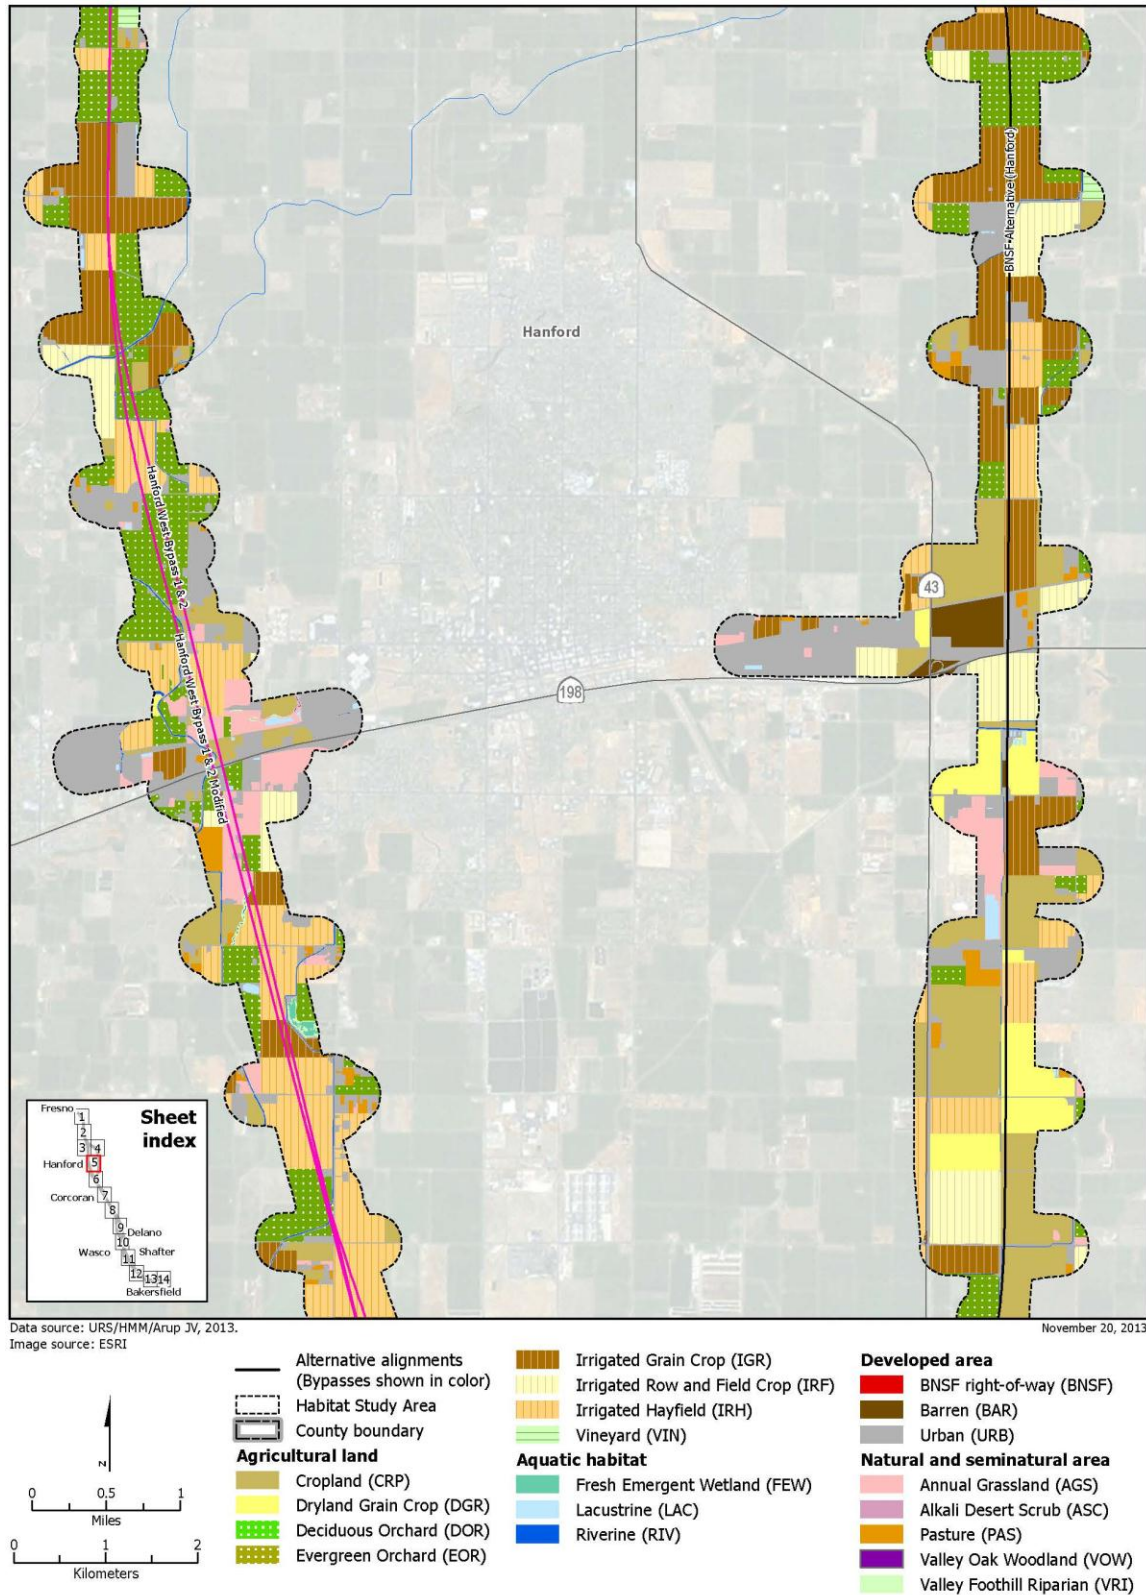 BNSF Alternative (Hanford)
Hanford
Hanford West Bypass 1 & 2
43
Hanford West Bypass 1 & 2 Modified
198
Sheet
index
Fresno
1
2
3 4
Hanford 5
6
Corcoran 7
8
9 Delano
10
Wasco Shafter
11
12 13 14
Bakersfield
Data source: URS/HMM/Arup JV, 2013.
Image source: ESRI
November 20, 2013
Z
0 0.5 1
Miles
0 1 2
Kilometers
Alternative alignments
(Bypasses shown in color)
Habitat Study Area
County boundary
Agricultural land
Cropland (CRP)
Dryland Grain Crop (DGR)
Deciduous Orchard (DOR)
Evergreen Orchard (EOR)
Irrigated Grain Crop (IGR)
Irrigated Row and Field Crop (IRF)
Irrigated Hayfield (IRH)
Vineyard (VIN)
Aquatic habitat
Fresh Emergent Wetland (FEW)
Lacustrine (LAC)
Riverine (RIV)
Developed area
BNSF right-of-way (BNSF)
Barren (BAR)
Urban (URB)
Natural and seminatural area
Annual Grassland (AGS)
Alkali Desert Scrub (ASC)
Pasture (PAS)
Valley Oak Woodland (VOW)
Valley Foothill Riparian (VRI)